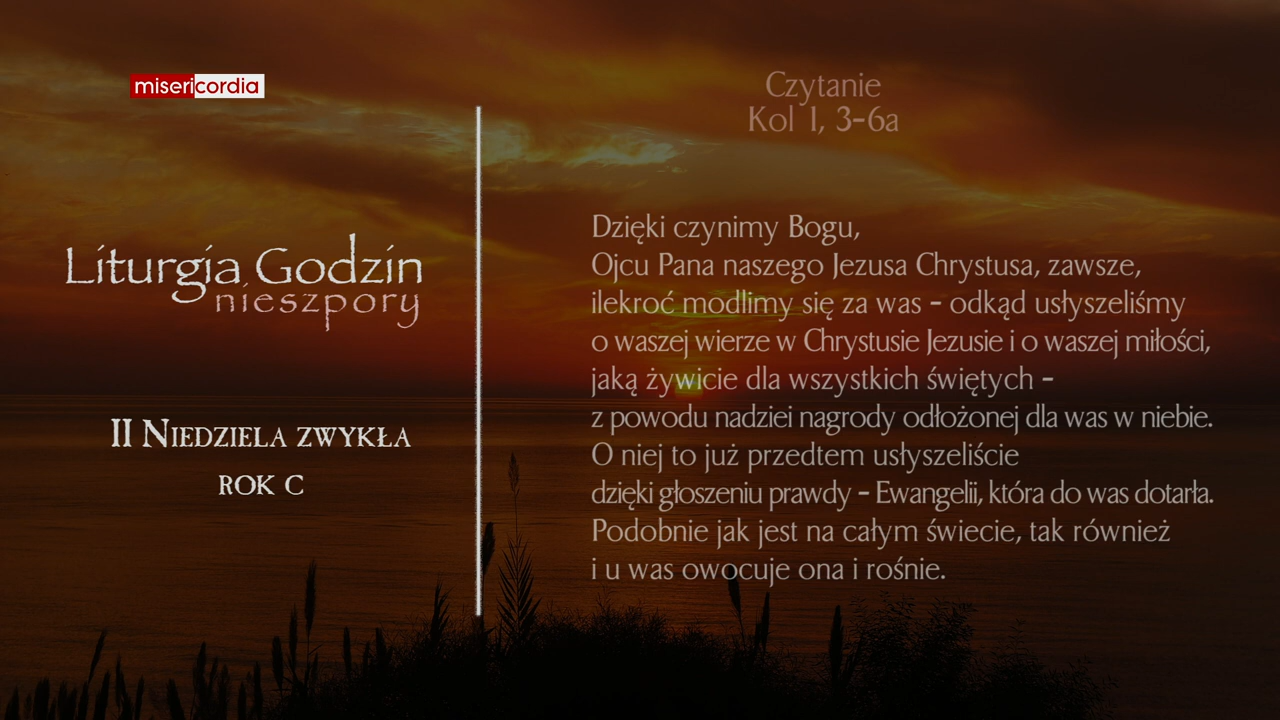 misericordia
Liturgia Godzin
nieszpory
II Niedziela zwykła
rok C
Czytanie
Kol 1, 3-6a
Dzięki czynimy Bogu,
Ojcu Pana naszego Jezusa Chrystusa, zawsze,
ilekroć modlimy się za was - odkąd usłyszeliśmy
o waszej wierze w Chrystusie Jezusie i o waszej miłości,
jaką żywicie dla wszystkich świętych -
z powodu nadziei nagrody odłożonej dla was w niebie.
O niej to już przedtem usłyszeliście
dzięki głoszeniu prawdy - Ewangelii, która do was dotarła.
Podobnie jak jest na całym świecie, tak również
i u was owocuje ona i rośnie.